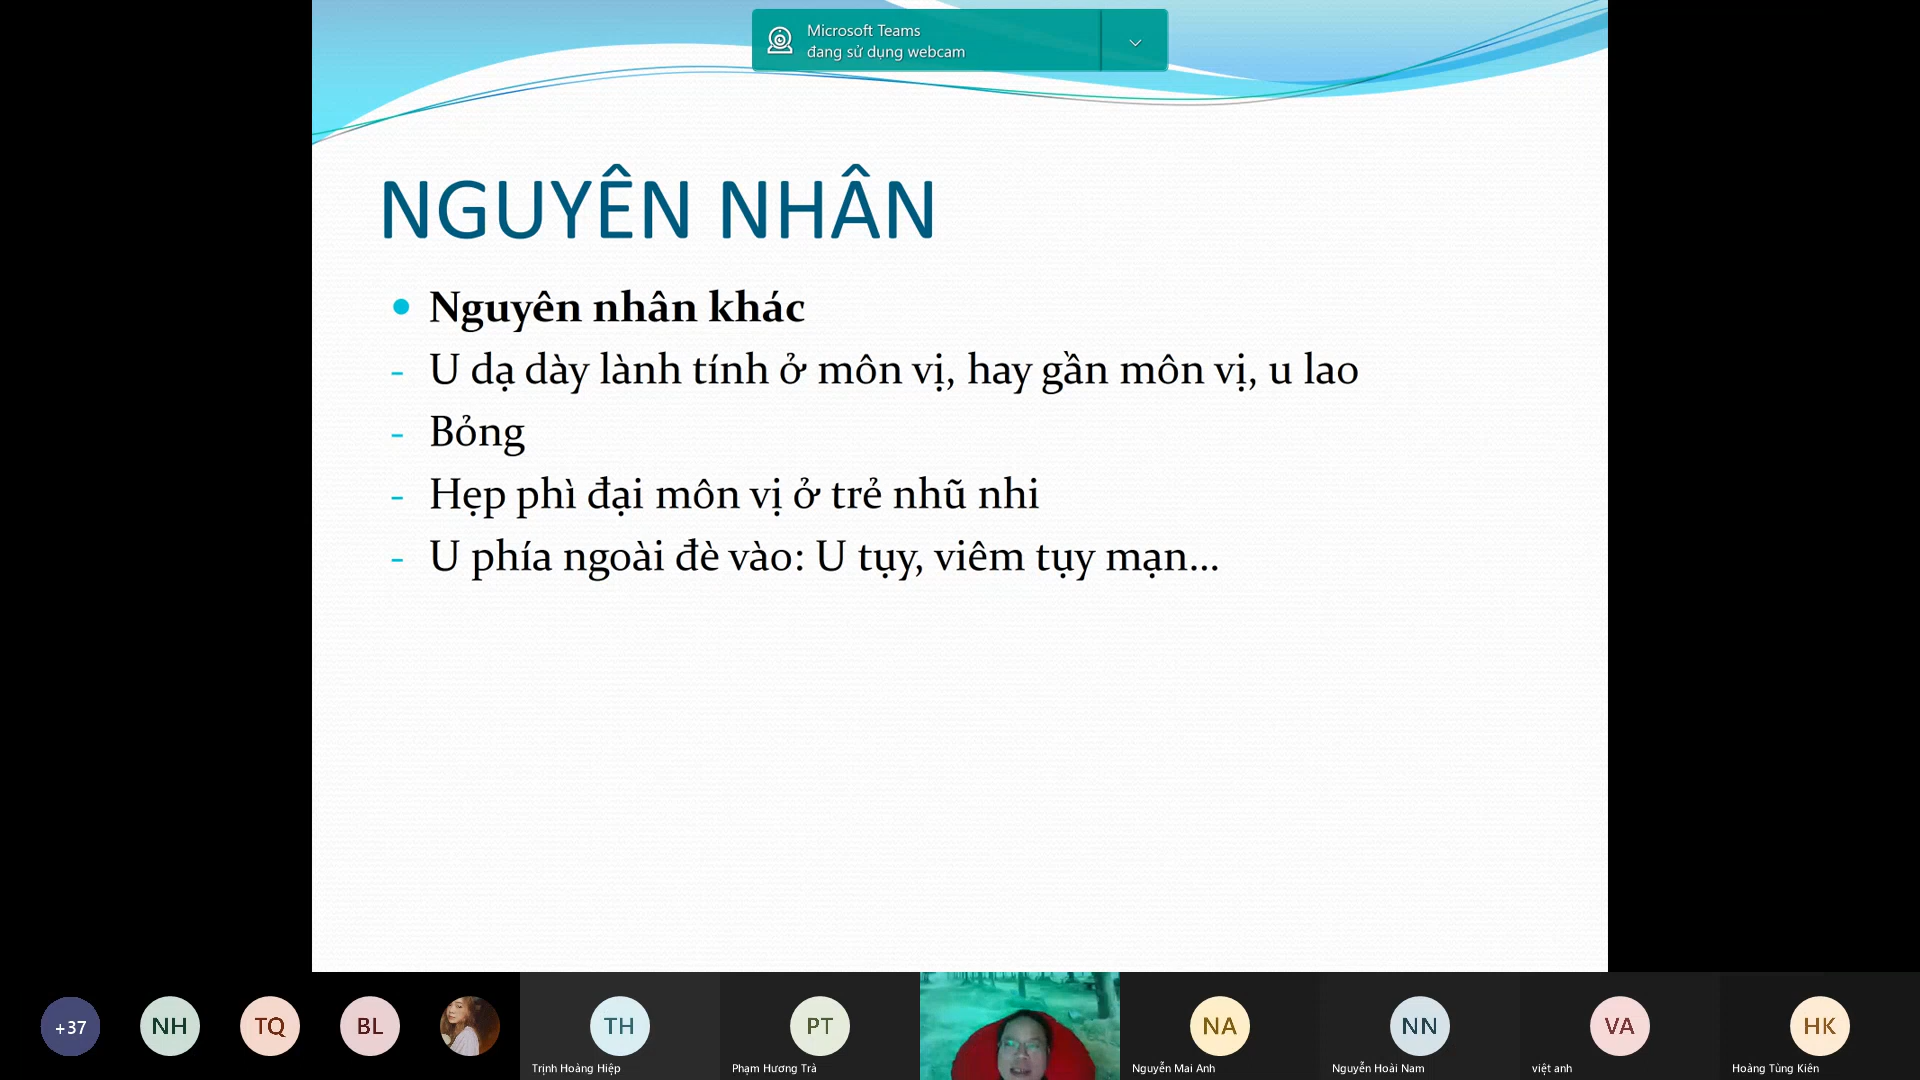 Microsoft Teams
đang sử dụng webcam
NGUYÊN NHÂN
• Nguyên nhân khác
- U dạ dày lành tính ở môn vị, hay gần môn vị, u lao
- Bỏng
- Hẹp phì đại môn vị ở trẻ nhũ nhi
- U phía ngoài đè vào: U tụy, viêm tụy mạn...
+37 NH TQ BL TH PT NA NN VA HK
Trịnh Hoàng Hiệp Phạm Hương Trà Nguyễn Mai Anh Nguyễn Hoài Nam việt anh Hoàng Tùng Kiên